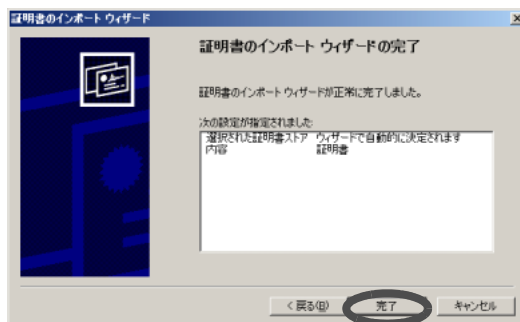 証明書のインポート ウィザード
証明書のインポート ウィザードの完了
証明書のインポート ウィザードが正常に完了しました。
次の設定が指定されました:
選択された証明書ストア ウィザードで自動的に決定されます
内容 証明書
< 戻る(B) 完了 キャンセル